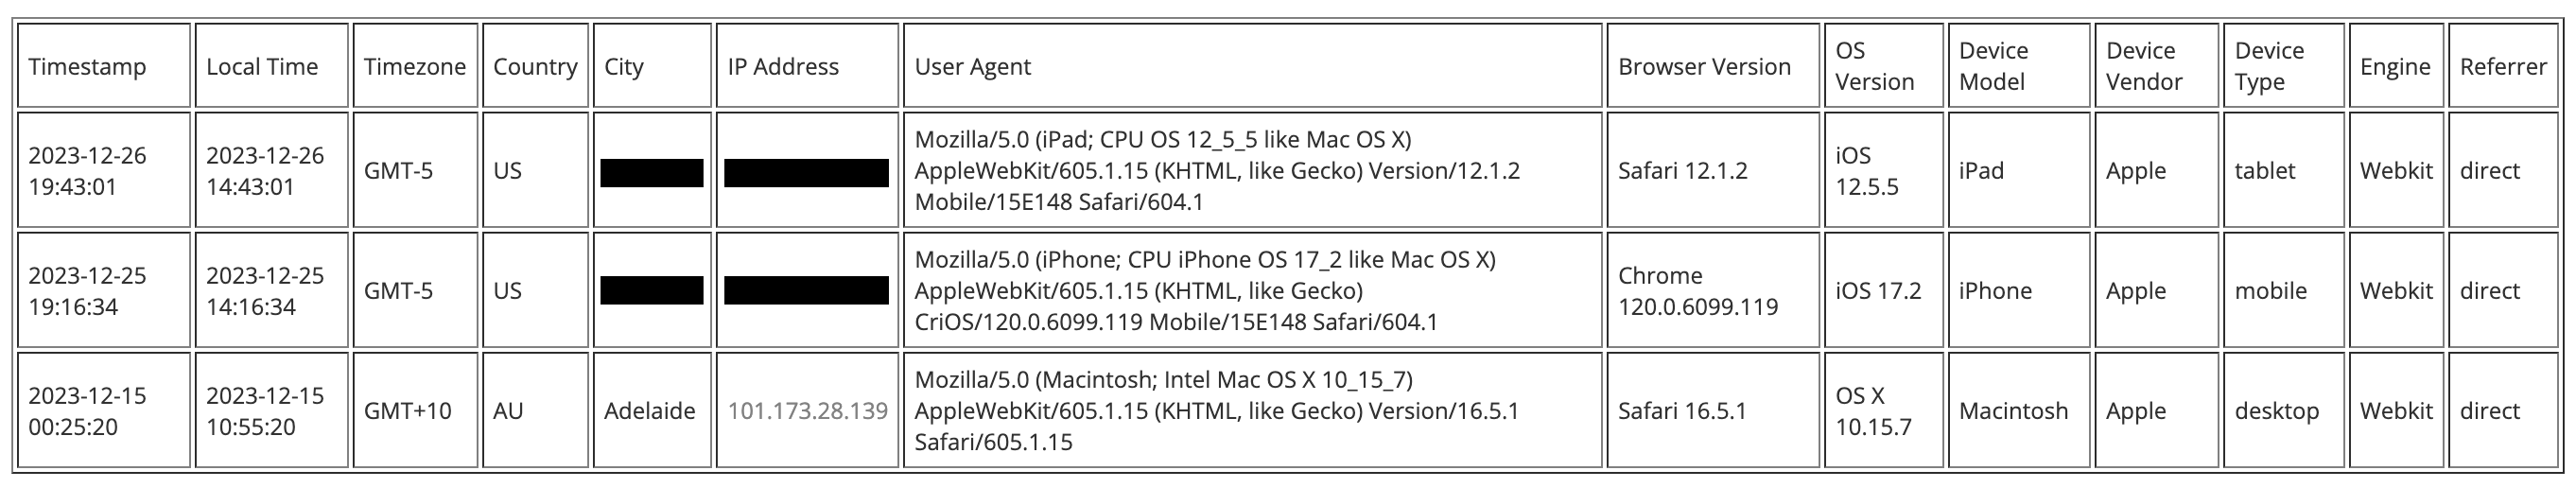 Timestamp Local Time Timezone Country City IP Address User Agent Browser Version OS Version Device Model Device Vendor Device Type Engine Referrer
2023-12-26 19:43:01 2023-12-26 14:43:01 GMT-5 US Mozilla/5.0 (iPad; CPU OS 12_5_5 like Mac OS X) AppleWebKit/605.1.15 (KHTML, like Gecko) Version/12.1.2 Mobile/15E148 Safari/604.1 Safari 12.1.2 iOS 12.5.5 iPad Apple tablet Webkit direct
2023-12-25 19:16:34 2023-12-25 14:16:34 GMT-5 US Mozilla/5.0 (iPhone; CPU iPhone OS 17_2 like Mac OS X) AppleWebKit/605.1.15 (KHTML, like Gecko) CriOS/120.0.6099.119 Mobile/15E148 Safari/604.1 Chrome 120.0.6099.119 iOS 17.2 iPhone Apple mobile Webkit direct
2023-12-15 00:25:20 2023-12-15 10:55:20 GMT+10 AU Adelaide 101.173.28.139 Mozilla/5.0 (Macintosh; Intel Mac OS X 10_15_7) AppleWebKit/605.1.15 (KHTML, like Gecko) Version/16.5.1 Safari/605.1.15 Safari 16.5.1 OS X 10.15.7 Macintosh Apple desktop Webkit direct